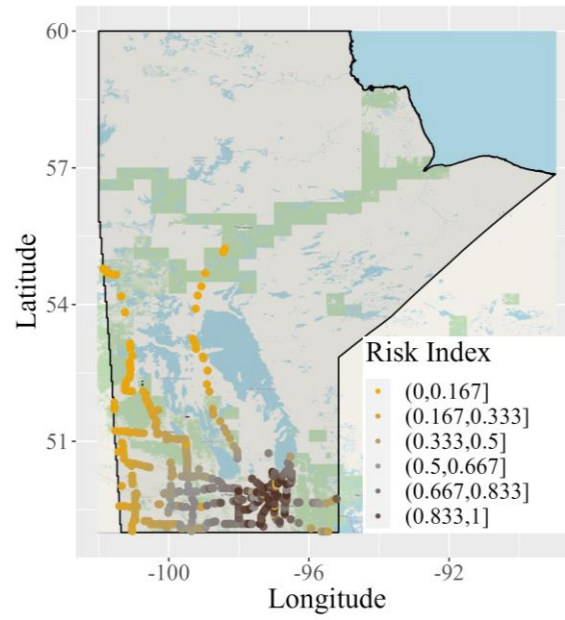 60
57
54
51
Latitude
Risk Index
(0,0.167]
(0.167,0.333]
(0.333,0.5]
(0.5,0.667]
(0.667,0.833]
(0.833,1]
-100 -96 -92
Longitude